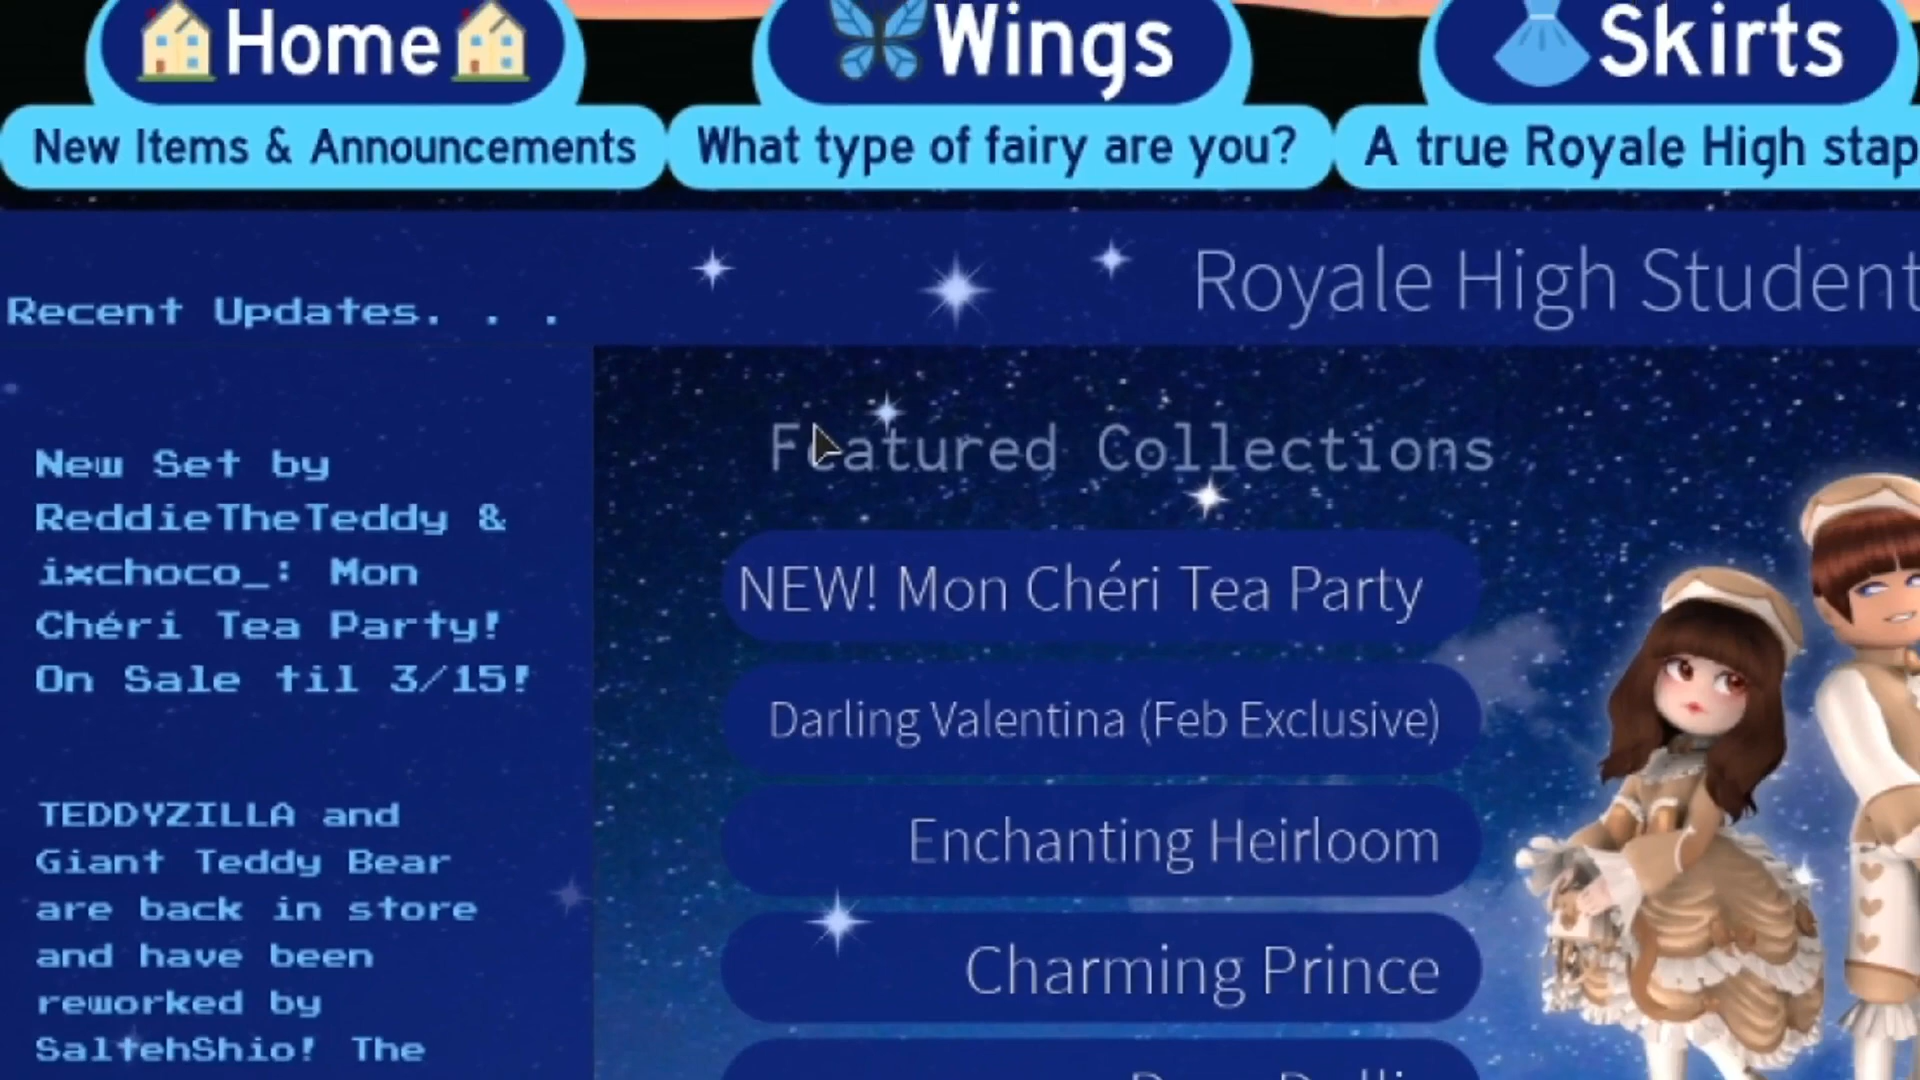 Home
Wings
Skirts
New Items & Announcements
What type of fairy are you?
A true Royale High stap
Recent Updates. . .
Royale High Student
New Set by
ReddieTheTeddy &
ixchoco_: Mon
Chéri Tea Party!
On Sale til 3/15!
TEDDYZILLA and
Giant Teddy Bear
are back in store
and have been
reworked by
SaltehShio! The
Featured Collections
NEW! Mon Chéri Tea Party
Darling Valentina (Feb Exclusive)
Enchanting Heirloom
Charming Prince